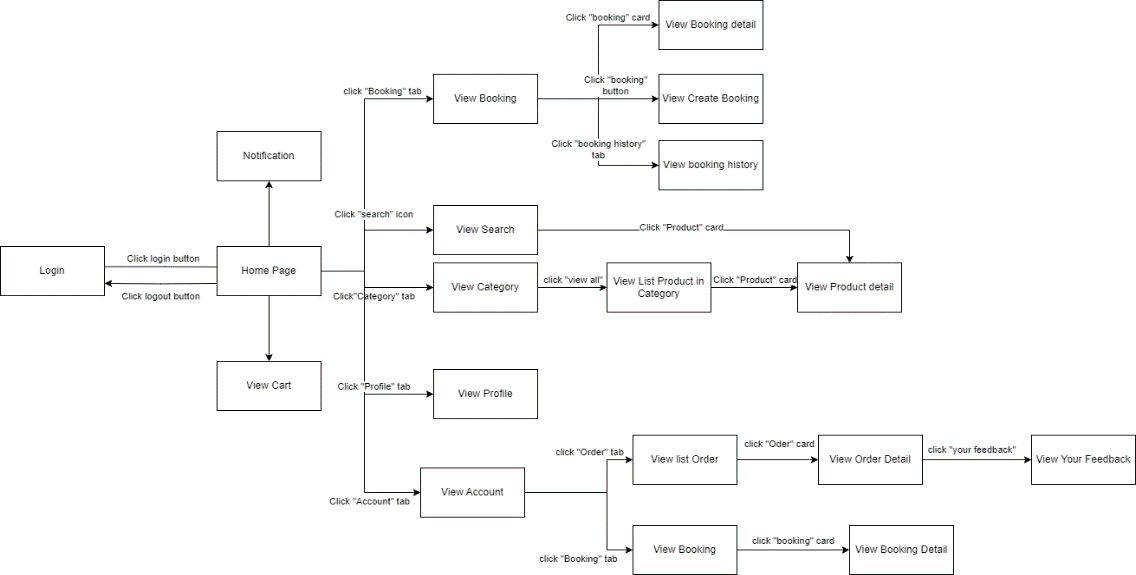 Click "booking" card
View Booking detail
click "Booking" tab
View Booking
Click "booking"
button
View Create Booking
Notification
Click "booking history"
tab
View booking history
Click "search" icon
View Search
Click "Product" card
Login
Click login button
Click logout button
Home Page
Click"Category" tab
View Category
click "view all"
View List Product in
Category
Click "Product" card
View Product detail
View Cart
Click "Profile" tab
View Profile
click "Order" tab
View list Order
click "Oder" card
View Order Detail
click "your feedback"
View Your Feedback
Click "Account" tab
View Account
click "Booking" tab
View Booking
click "booking" card
View Booking Detail